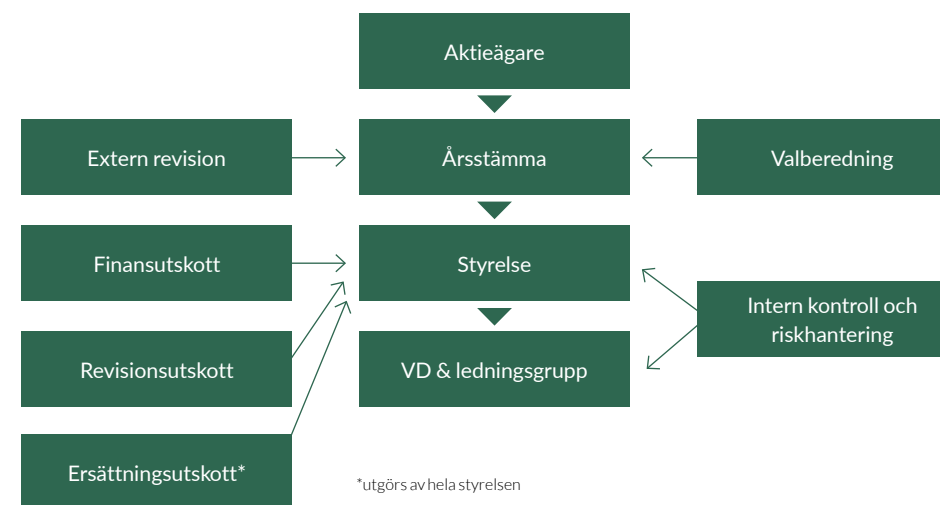 Aktieägare
Extern revision
Årsstämma
Valberedning
Finansutskott
Styrelse
Intern kontroll och
riskhantering
Revisionsutskott
VD & ledningsgrupp
Ersättningsutskott*
*utgörs av hela styrelsen